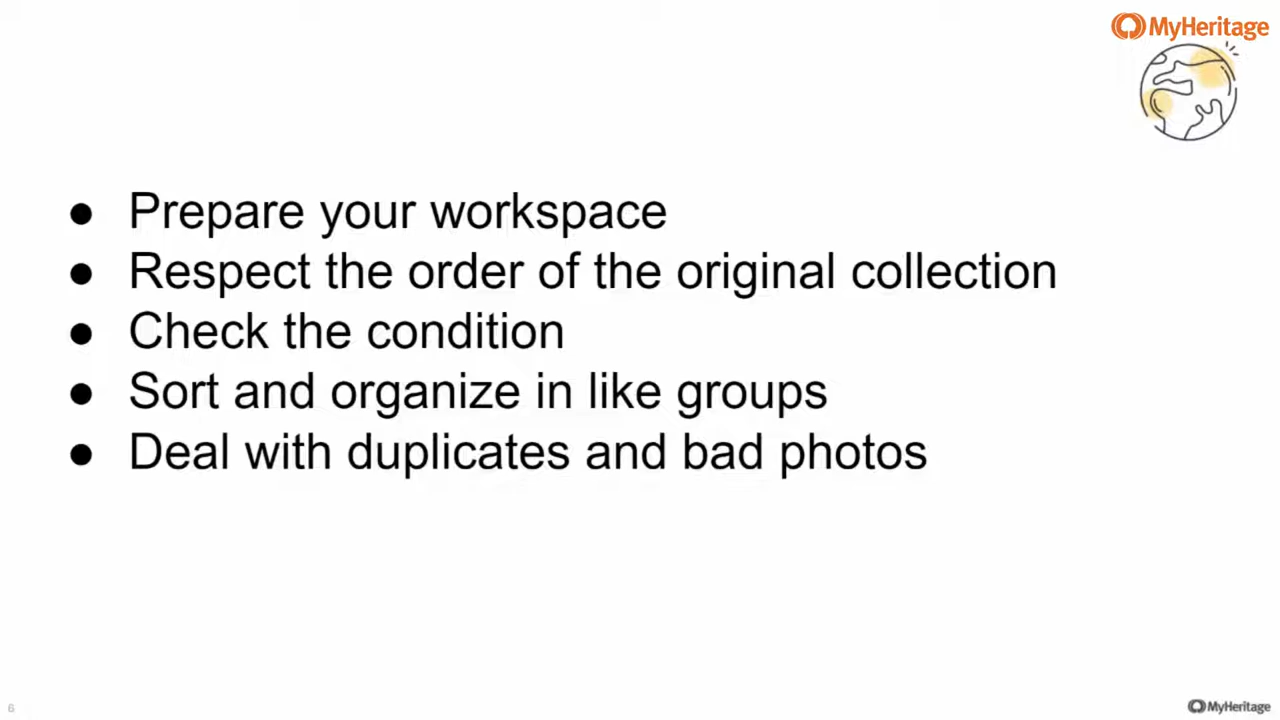 MyHeritage
● Prepare your workspace
● Respect the order of the original collection
● Check the condition
● Sort and organize in like groups
● Deal with duplicates and bad photos
6
MyHeritage